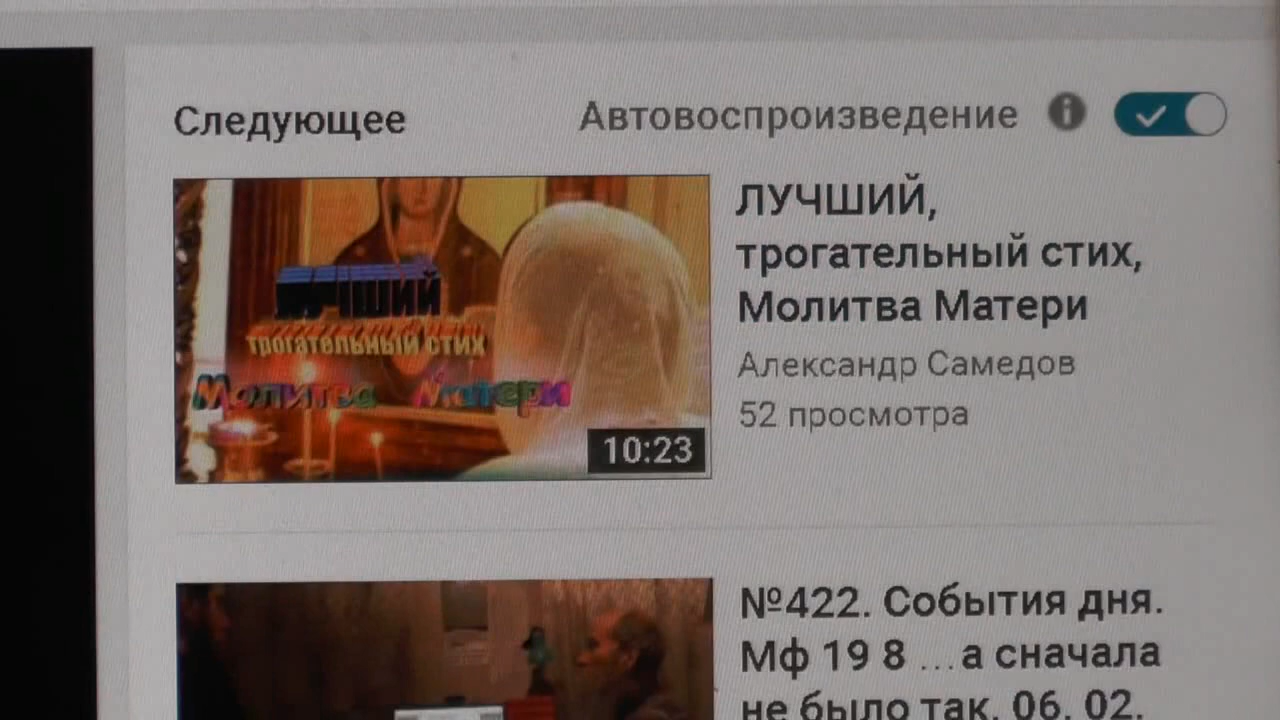 Следующее
Автовоспроизведение
ЛУЧШИЙ
трогательный стих
Молитва Матери
10:23
ЛУЧШИЙ,
трогательный стих,
Молитва Матери
Александр Самедов
52 просмотра
№422. События дня.
Мф 19 8 ...а сначала
не было так. 06. 02.